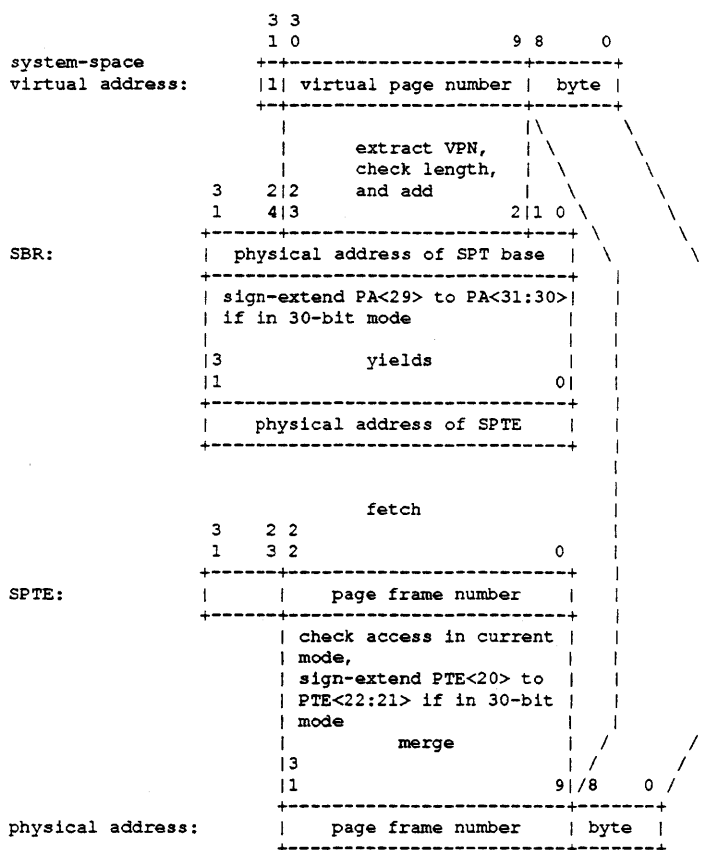 3 3
1 0 9 8 0
system-space +-+-----------------------+-------+
virtual address: |1| virtual page number | byte |
+-+-----------------------+-------+
| |\ \
| extract VPN, | \ \
| check length, | \ \
3 2|2 and add | \ \
1 4|3 2|1 0 \ \
+------+-----------------------+---+ \ \
SBR: | physical address of SPT base | \ \
+----------------------------------+ |
| sign-extend PA<29> to PA<31:30>| |
| if in 30-bit mode | |
| | |
|3 yields | |
|1 0| |
+----------------------------------+ |
| physical address of SPTE | |
+----------------------------------+ |
|
|
fetch |
3 2 2 |
1 3 2 0 |
+------+---------------------------+ |
SPTE: | | page frame number | |
+------+---------------------------+ |
| check access in current | |
| mode, | |
| sign-extend PTE<20> to | |
| PTE<22:21> if in 30-bit | |
| mode | |
| merge | / /
|3 | / /
|1 9|/8 0 /
+---------------------------+--------+
physical address: | page frame number | byte |
+---------------------------+--------+